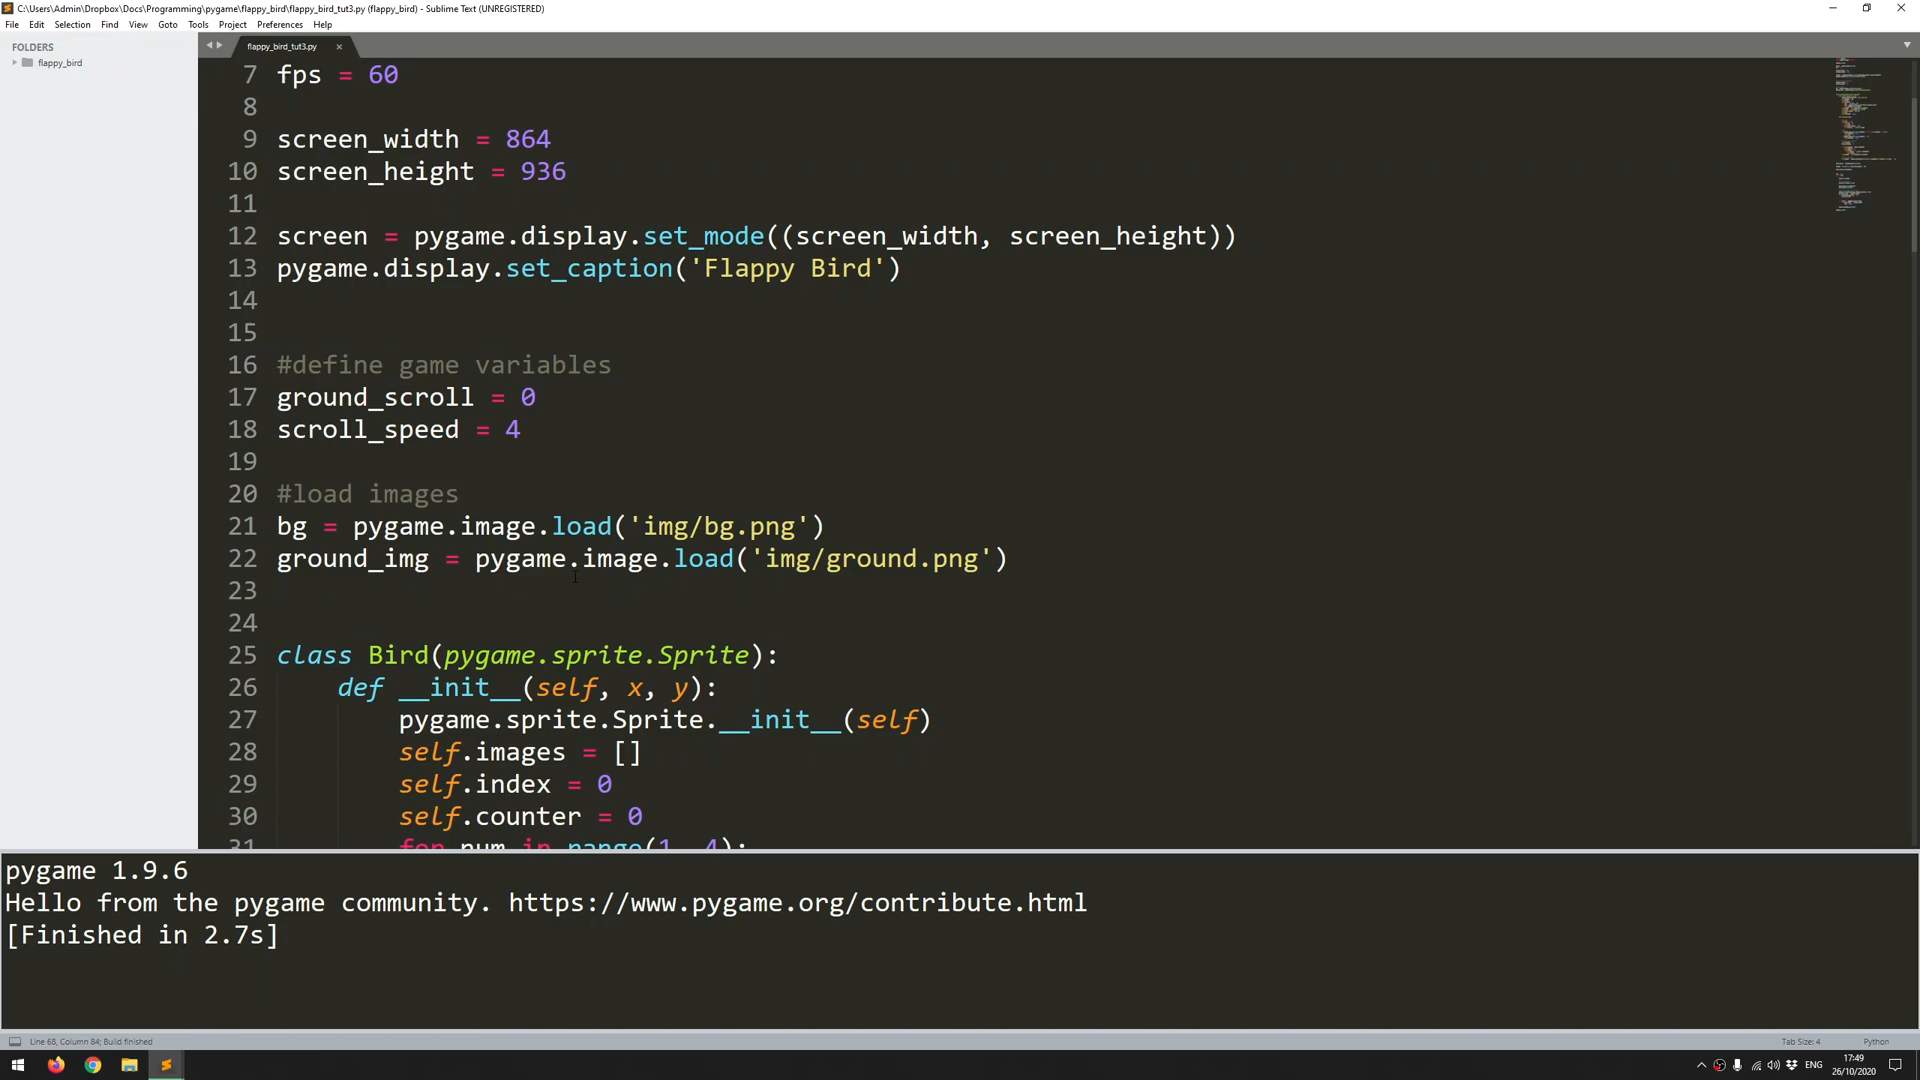 C:\Users\Admin\Dropbox\Docs\Programming\pygame\flappy_bird\flappy_bird_tut3.py (flappy_bird) - Sublime Text (UNREGISTERED)
File Edit Selection Find View Goto Tools Project Preferences Help
FOLDERS
flappy_bird
flappy_bird_tut3.py
7 fps = 60
8
9 screen_width = 864
10 screen_height = 936
11
12 screen = pygame.display.set_mode((screen_width, screen_height))
13 pygame.display.set_caption('Flappy Bird')
14
15
16 #define game variables
17 ground_scroll = 0
18 scroll_speed = 4
19
20 #load images
21 bg = pygame.image.load('img/bg.png')
22 ground_img = pygame.image.load('img/ground.png')
23
24
25 class Bird(pygame.sprite.Sprite):
26 def __init__(self, x, y):
27 pygame.sprite.Sprite.__init__(self)
28 self.images = []
29 self.index = 0
30 self.counter = 0
31 for num in range(1, 4):
pygame 1.9.6
Hello from the pygame community. https://www.pygame.org/contribute.html
[Finished in 2.7s]
Line 68, Column 84; Build finished
Tab Size: 4
Python
ENG
17:49
26/10/2020